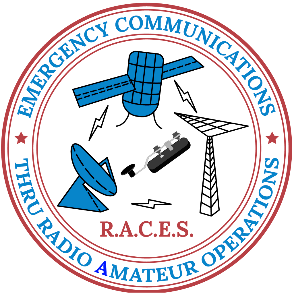 EMERGENCY COMMUNICATIONS
THRU RADIO AMATEUR OPERATIONS
R.A.C.E.S.